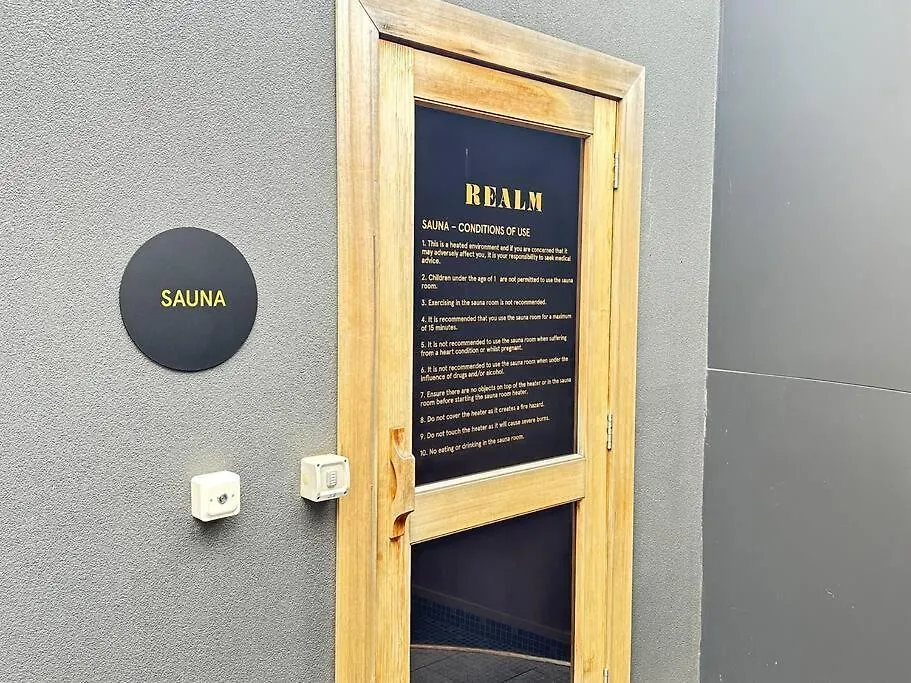 SAUNA
REALM
SAUNA – CONDITIONS OF USE
1. This is a heated environment and if you are concerned that it
may adversely affect you, it is your responsibility to seek medical
advice.
2. Children under the age of 1 are not permitted to use the sauna
room.
3. Exercising in the sauna room is not recommended.
4. It is recommended that you use the sauna room for a maximum
of 15 minutes.
5. It is not recommended to use the sauna room when suffering
from a heart condition or whilst pregnant.
6. It is not recommended to use the sauna room when under the
influence of drugs and/or alcohol.
7. Ensure there are no objects on top of the heater or in the sauna
room before starting the sauna room heater.
8. Do not cover the heater as it creates a fire hazard.
9. Do not touch the heater as it will cause severe burns.
10. No eating or drinking in the sauna room.